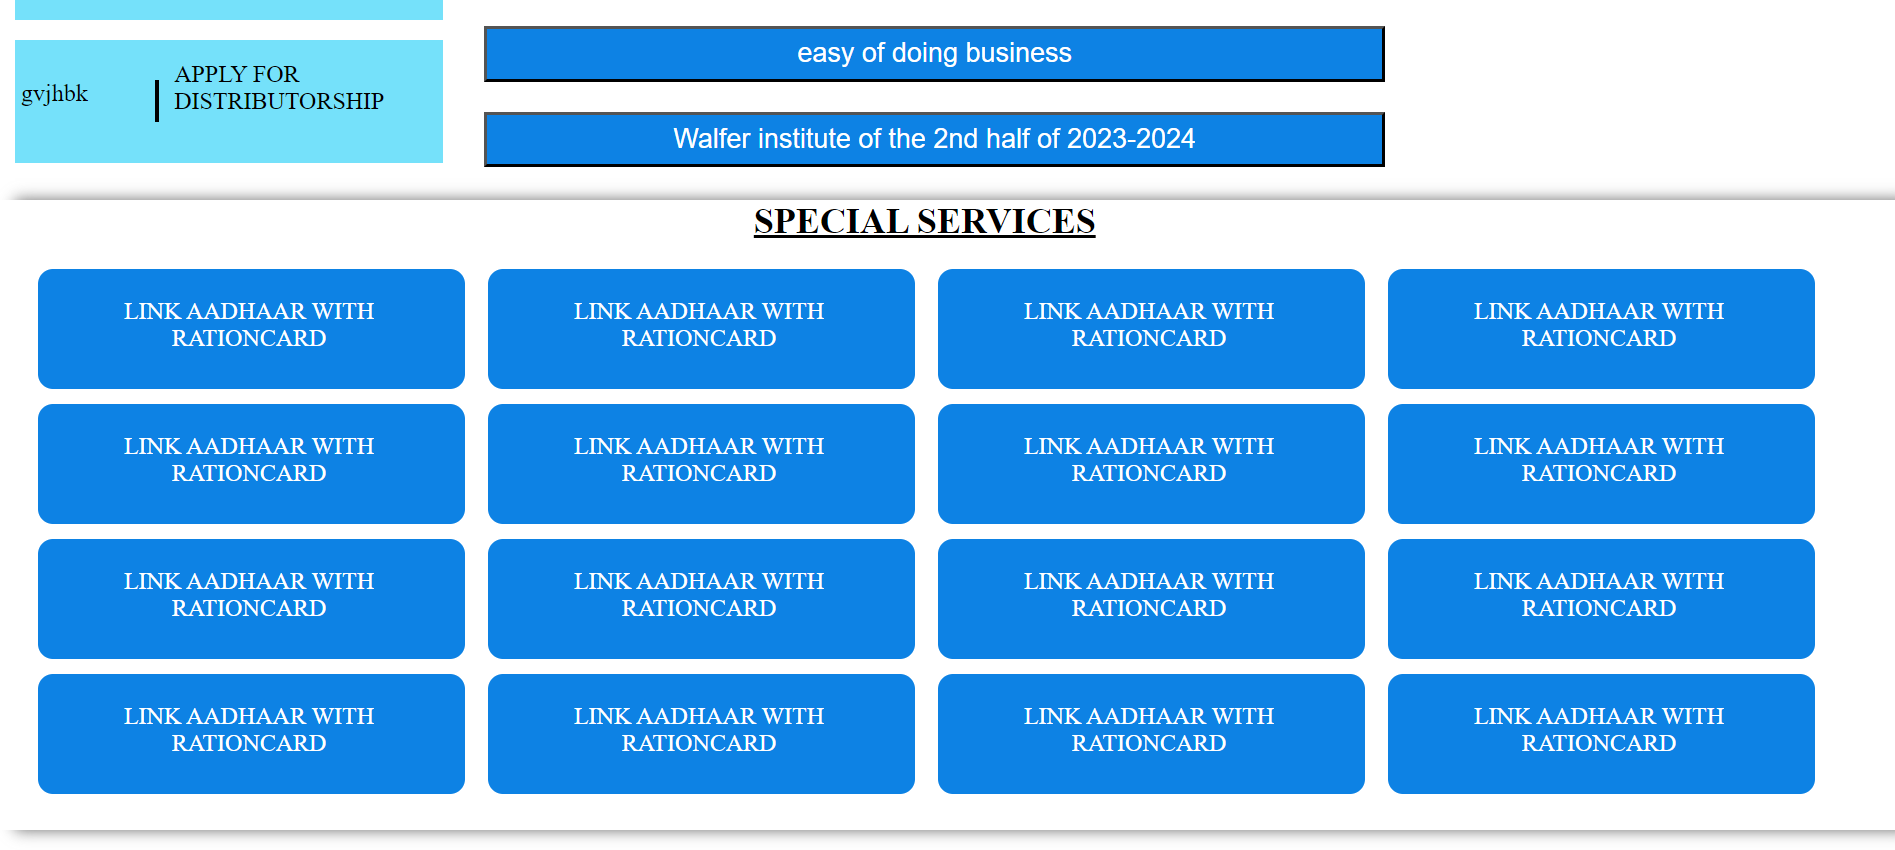 gvjhbk
APPLY FOR
DISTRIBUTORSHIP
easy of doing business
Walfer institute of the 2nd half of 2023-2024
SPECIAL SERVICES
LINK AADHAAR WITH
RATIONCARD
LINK AADHAAR WITH
RATIONCARD
LINK AADHAAR WITH
RATIONCARD
LINK AADHAAR WITH
RATIONCARD
LINK AADHAAR WITH
RATIONCARD
LINK AADHAAR WITH
RATIONCARD
LINK AADHAAR WITH
RATIONCARD
LINK AADHAAR WITH
RATIONCARD
LINK AADHAAR WITH
RATIONCARD
LINK AADHAAR WITH
RATIONCARD
LINK AADHAAR WITH
RATIONCARD
LINK AADHAAR WITH
RATIONCARD
LINK AADHAAR WITH
RATIONCARD
LINK AADHAAR WITH
RATIONCARD
LINK AADHAAR WITH
RATIONCARD
LINK AADHAAR WITH
RATIONCARD